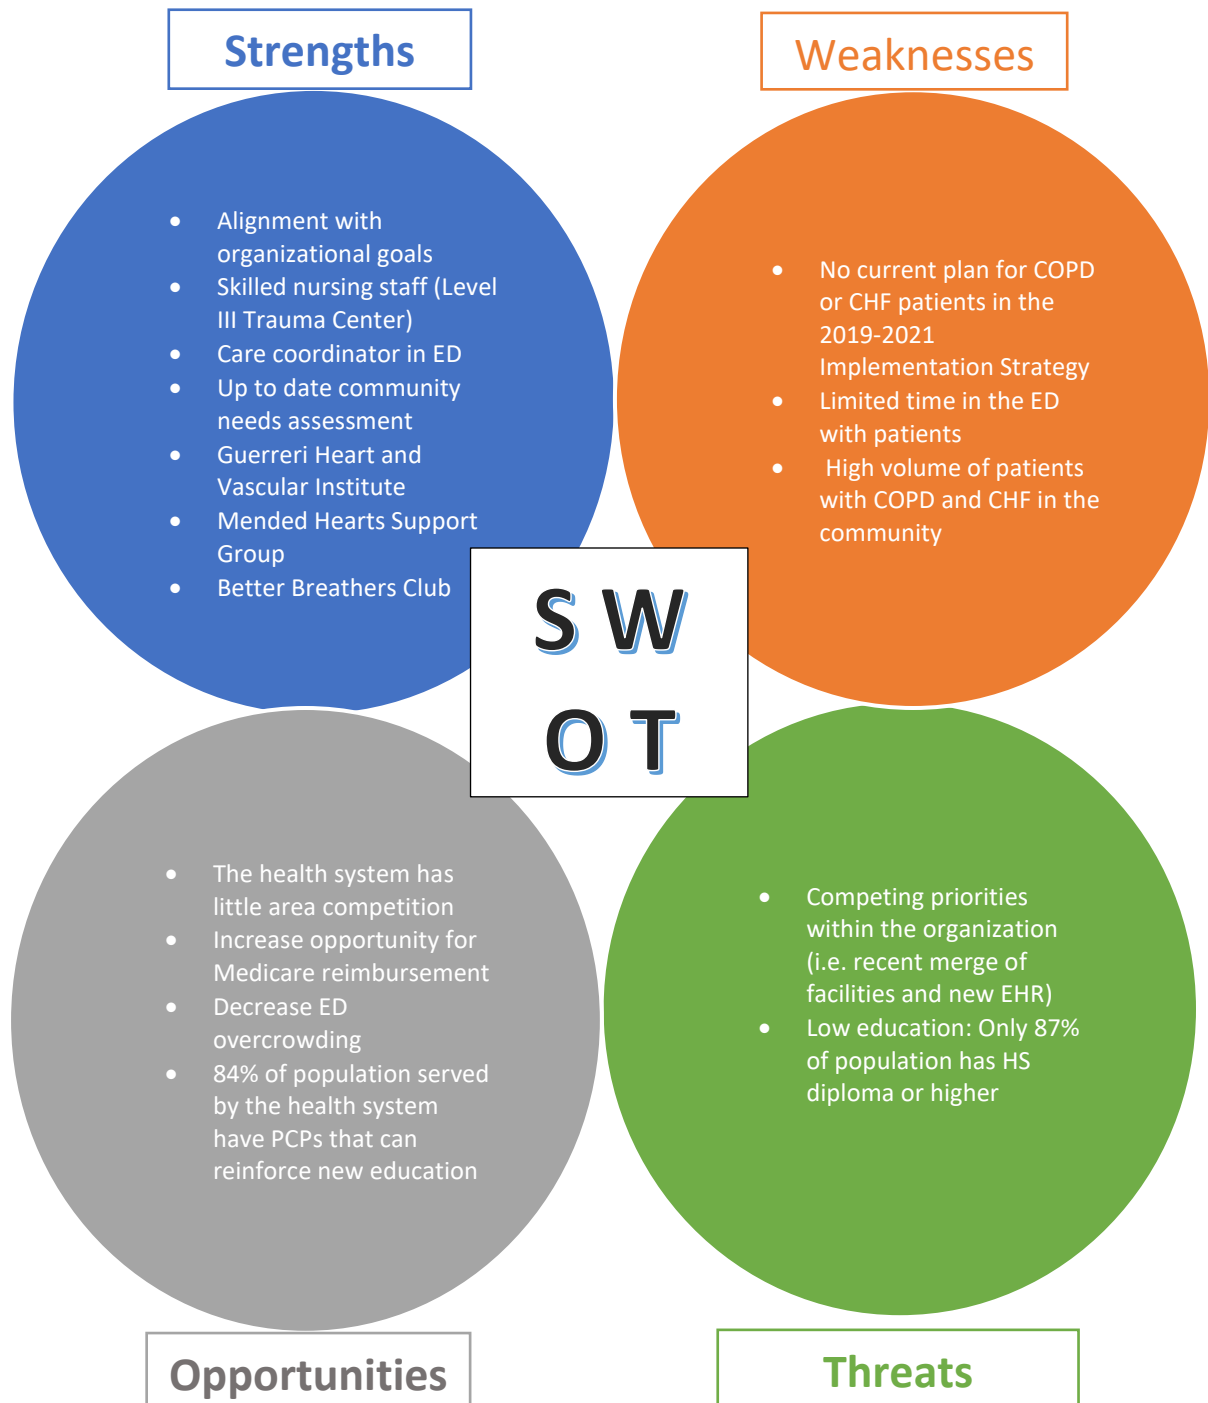 Strengths
• Alignment with
organizational goals
• Skilled nursing staff (Level
III Trauma Center)
• Care coordinator in ED
• Up to date community
needs assessment
• Guerreri Heart and
Vascular Institute
• Mended Hearts Support
Group
• Better Breathers Club
Weaknesses
• No current plan for COPD
or CHF patients in the
2019-2021
Implementation Strategy
• Limited time in the ED
with patients
• High volume of patients
with COPD and CHF in the
community
S W
O T
• The health system has
little area competition
• Increase opportunity for
Medicare reimbursement
• Decrease ED
overcrowding
• 84% of population served
by the health system
have PCPs that can
reinforce new education
Opportunities
• Competing priorities
within the organization
(i.e. recent merge of
facilities and new EHR)
• Low education: Only 87%
of population has HS
diploma or higher
Threats